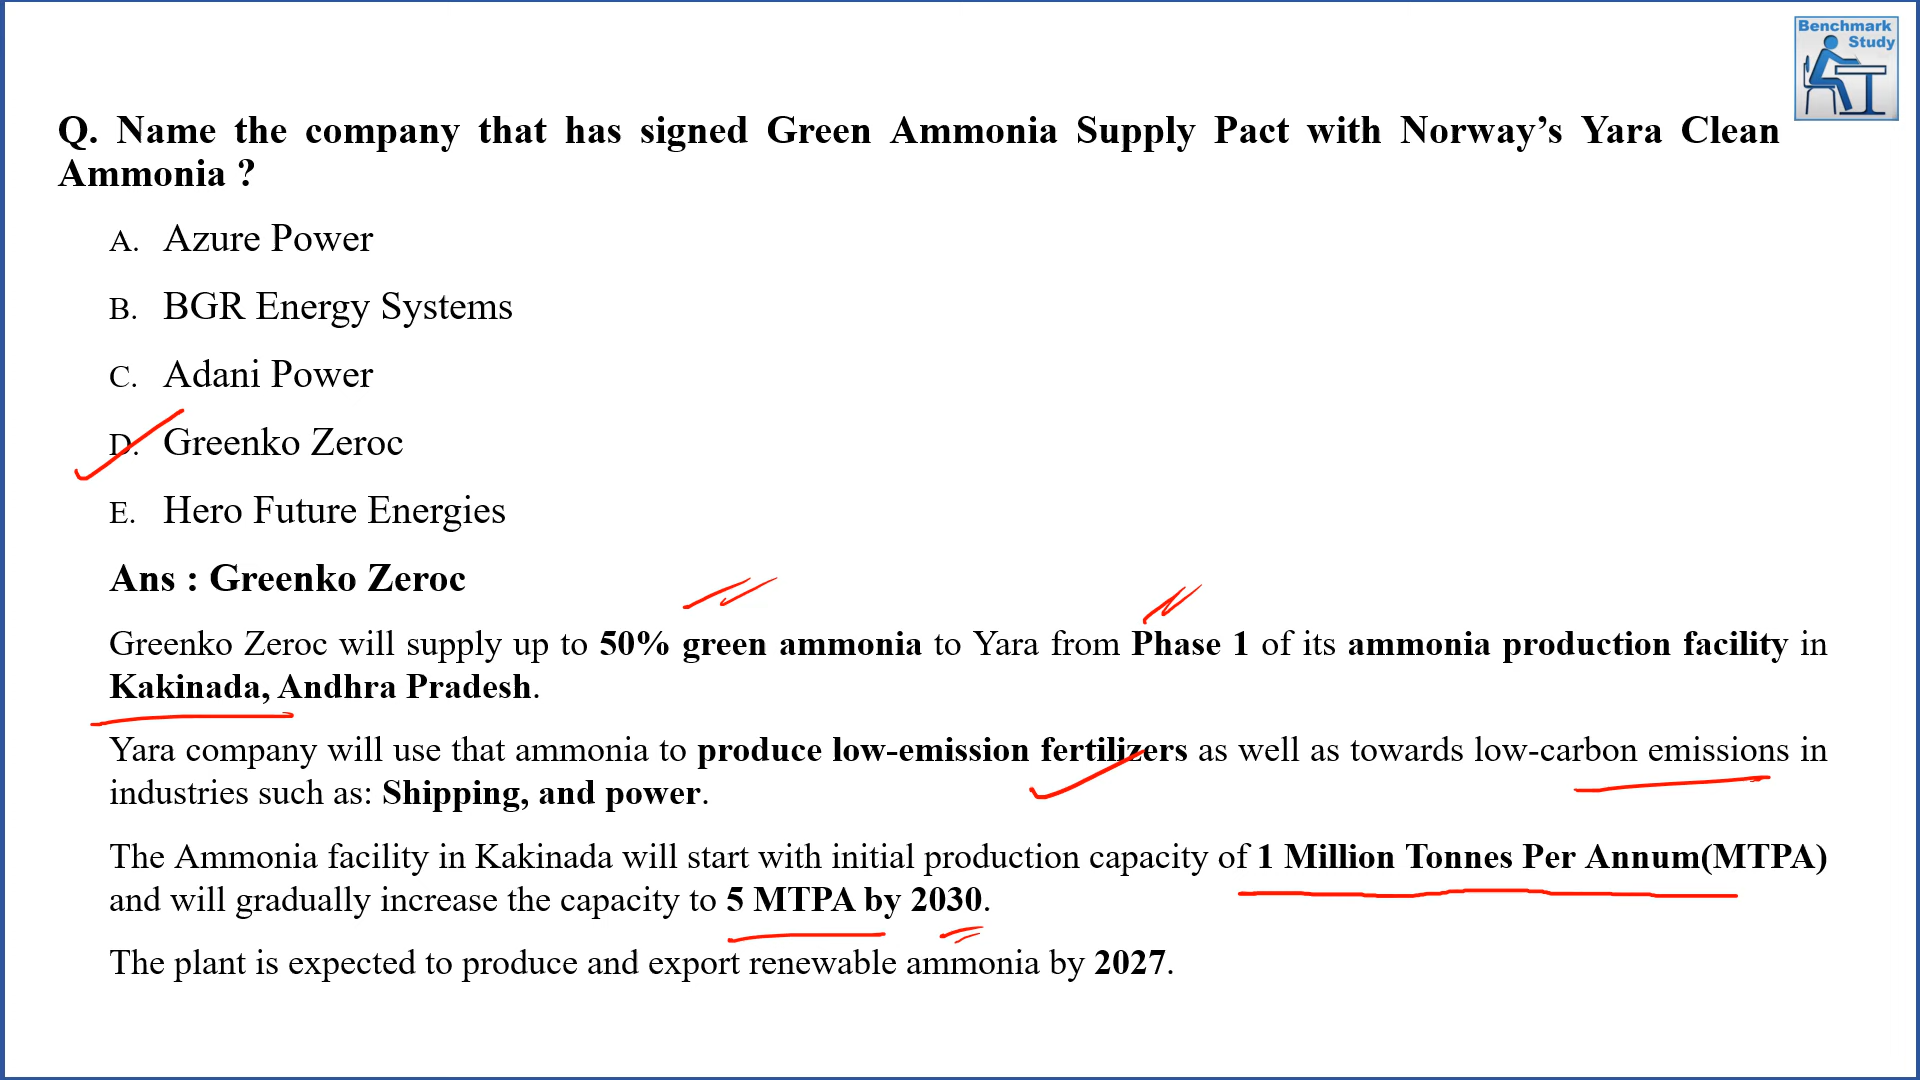 Benchmark
Study
Q. Name the company that has signed Green Ammonia Supply Pact with Norway’s Yara Clean
Ammonia ?
A. Azure Power
B. BGR Energy Systems
C. Adani Power
D. Greenko Zeroc
E. Hero Future Energies
Ans : Greenko Zeroc
Greenko Zeroc will supply up to 50% green ammonia to Yara from Phase 1 of its ammonia production facility in
Kakinada, Andhra Pradesh.
Yara company will use that ammonia to produce low-emission fertilizers as well as towards low-carbon emissions in
industries such as: Shipping, and power.
The Ammonia facility in Kakinada will start with initial production capacity of 1 Million Tonnes Per Annum(MTPA)
and will gradually increase the capacity to 5 MTPA by 2030.
The plant is expected to produce and export renewable ammonia by 2027.